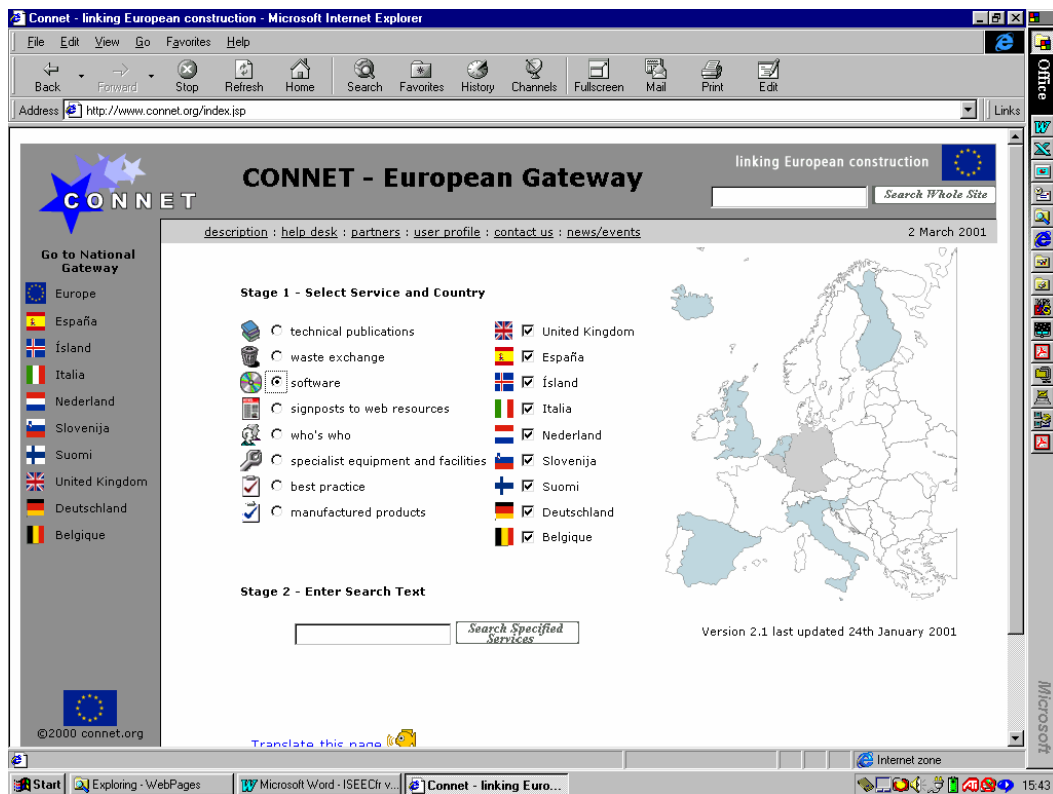 Connet - linking European construction - Microsoft Internet Explorer
File Edit View Go Favorites Help
Back Forward Stop Refresh Home Search Favorites History Channels Fullscreen Mail Print Edit
Address http://www.connet.org/index.jsp Links
Office
CONNET
CONNET - European Gateway
linking European construction
Search Whole Site
description : help desk : partners : user profile : contact us : news/events
2 March 2001
Go to National
Gateway
Europe
España
Ísland
Italia
Nederland
Slovenija
Suomi
United Kingdom
Deutschland
Belgique
Stage 1 - Select Service and Country
technical publications
waste exchange
software
signposts to web resources
who's who
specialist equipment and facilities
best practice
manufactured products
United Kingdom
España
Ísland
Italia
Nederland
Slovenija
Suomi
Deutschland
Belgique
Stage 2 - Enter Search Text
Search Specified
Services
Version 2.1 last updated 24th January 2001
©2000 connet.org
Translate this page
Microsoft
Internet zone
Start Exploring - WebPages Microsoft Word - ISEECfr v... Connet - linking Euro... 15:43